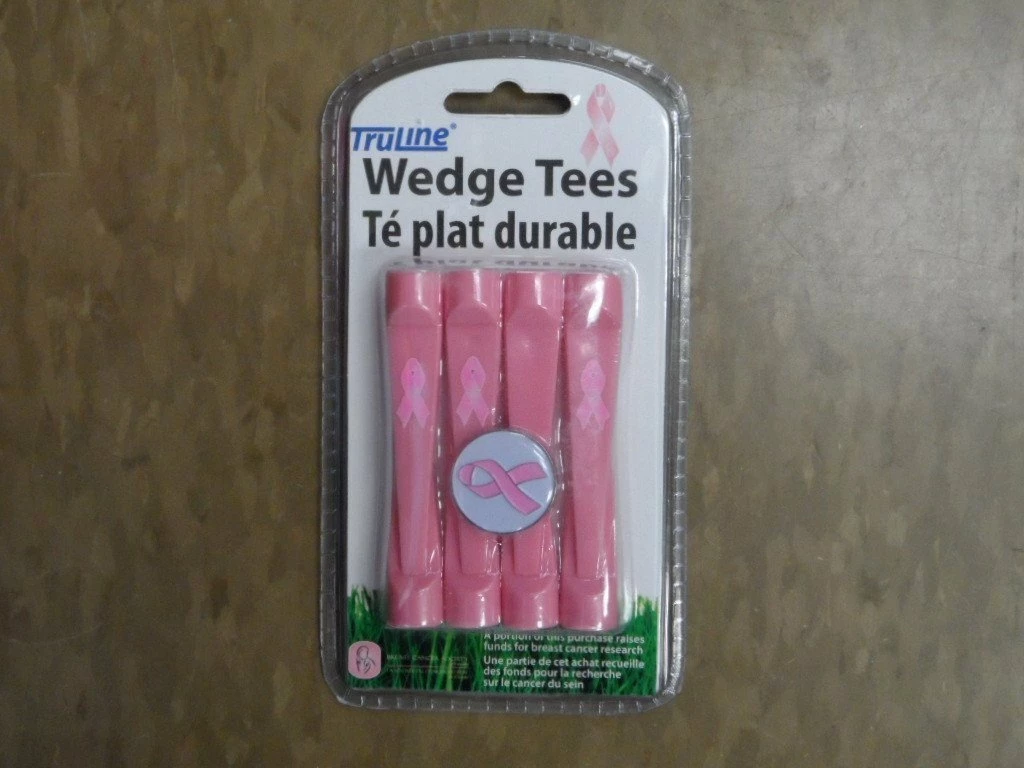 TruLine®
Wedge Tees
Té plat durable
A portion of this purchase raises
funds for breast cancer research
Une partie de cet achat recueille
des fonds pour la recherche
sur le cancer du sein